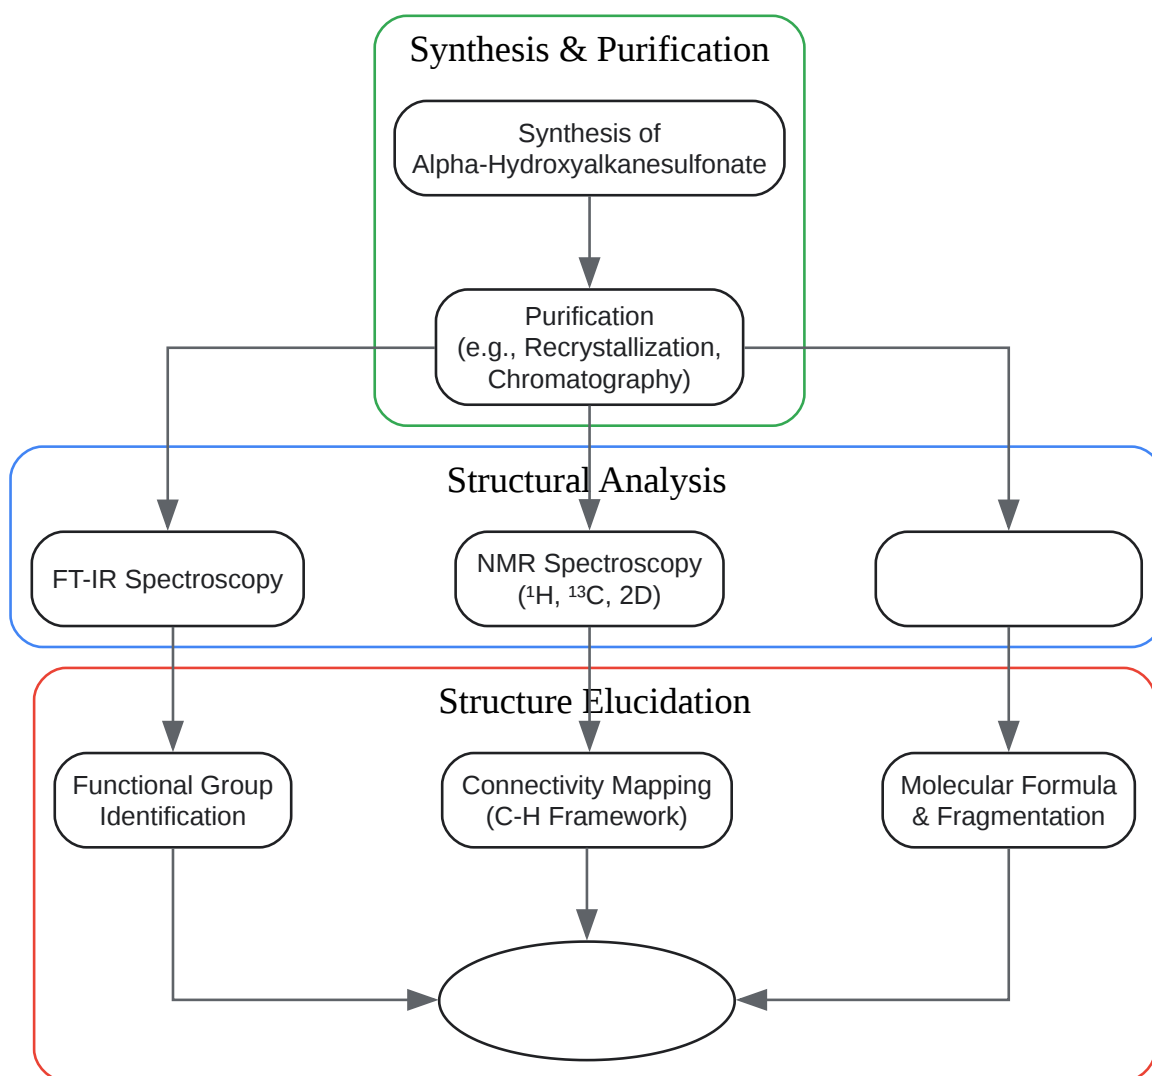 Synthesis & Purification
Synthesis of
Alpha-Hydroxyalkanesulfonate
Purification
(e.g., Recrystallization,
Chromatography)
Structural Analysis
FT-IR Spectroscopy
NMR Spectroscopy
(¹H, ¹³C, 2D)
Structure Elucidation
Functional Group
Identification
Connectivity Mapping
(C-H Framework)
Molecular Formula
& Fragmentation